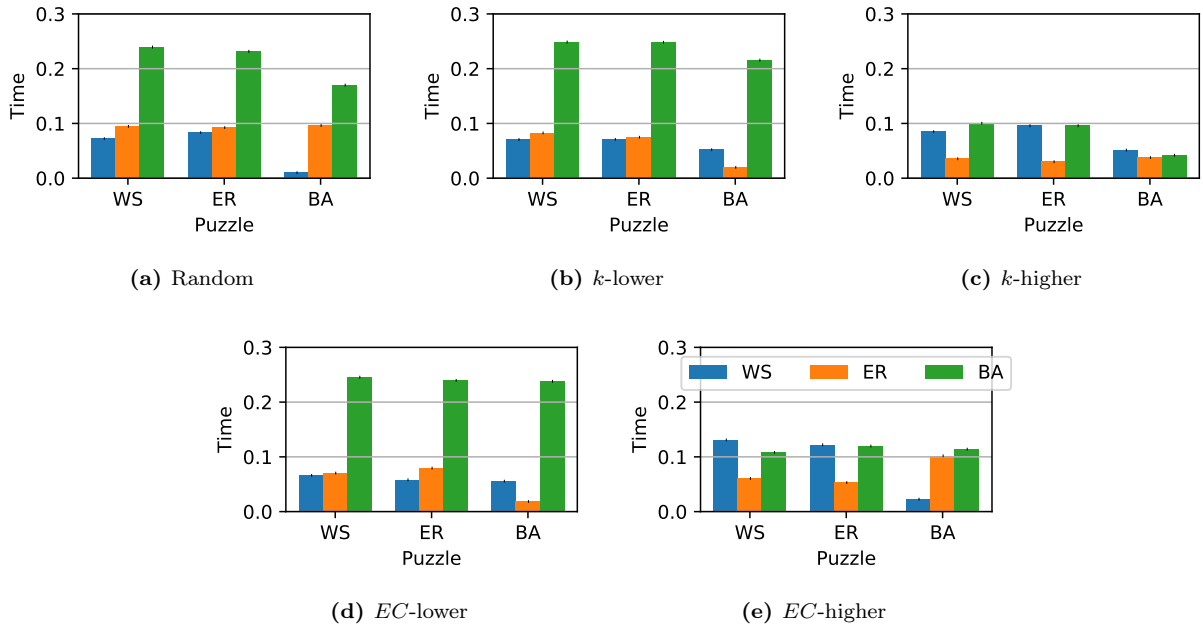 0.3
0.2
0.1
0.0
Time
WS ER BA
Puzzle
(a) Random
0.3
0.2
0.1
0.0
Time
WS ER BA
Puzzle
(b) k-lower
0.3
0.2
0.1
0.0
Time
WS ER BA
Puzzle
(c) k-higher
0.3
0.2
0.1
0.0
Time
WS ER BA
Puzzle
(d) EC-lower
0.3
0.2
0.1
0.0
Time
WS ER BA
WS ER BA
Puzzle
(e) EC-higher